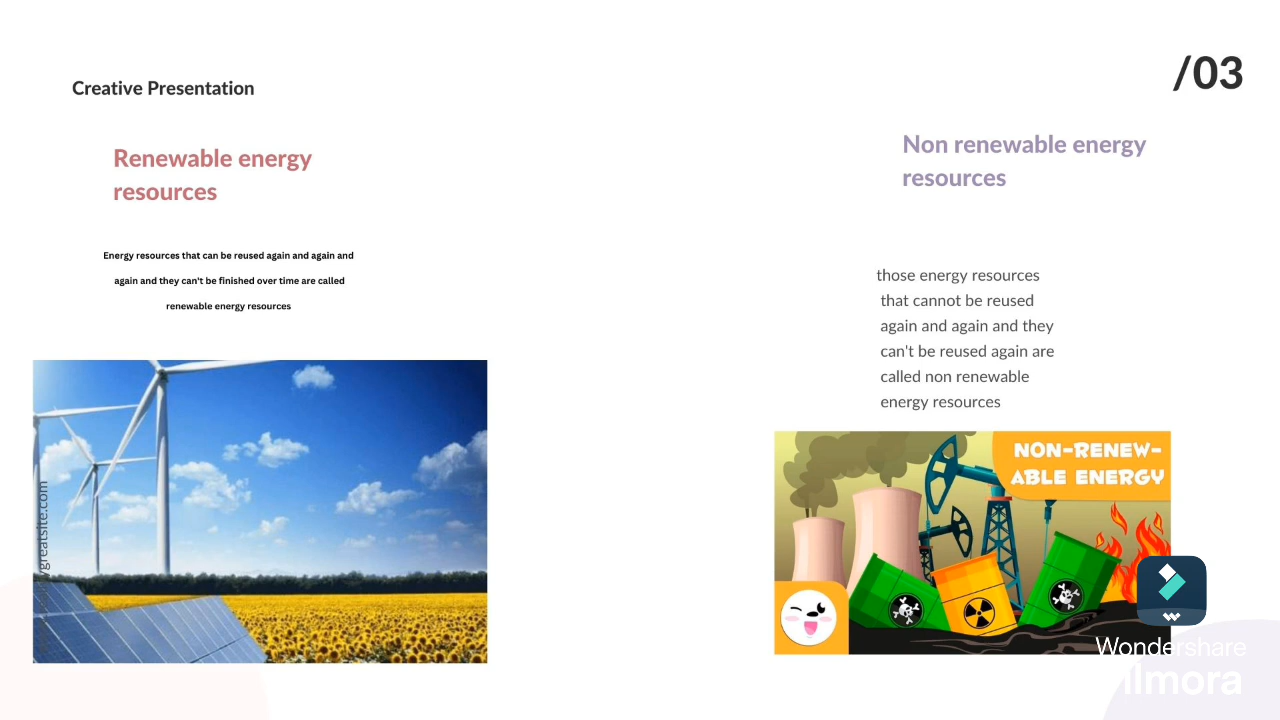 /03
Creative Presentation
Renewable energy
resources
Energy resources that can be reused again and again and
again and they can't be finished over time are called
renewable energy resources
Non renewable energy
resources
those energy resources
that cannot be reused
again and again and they
can't be reused again are
called non renewable
energy resources
NON-RENEW-
ABLE ENERGY
Wondershare